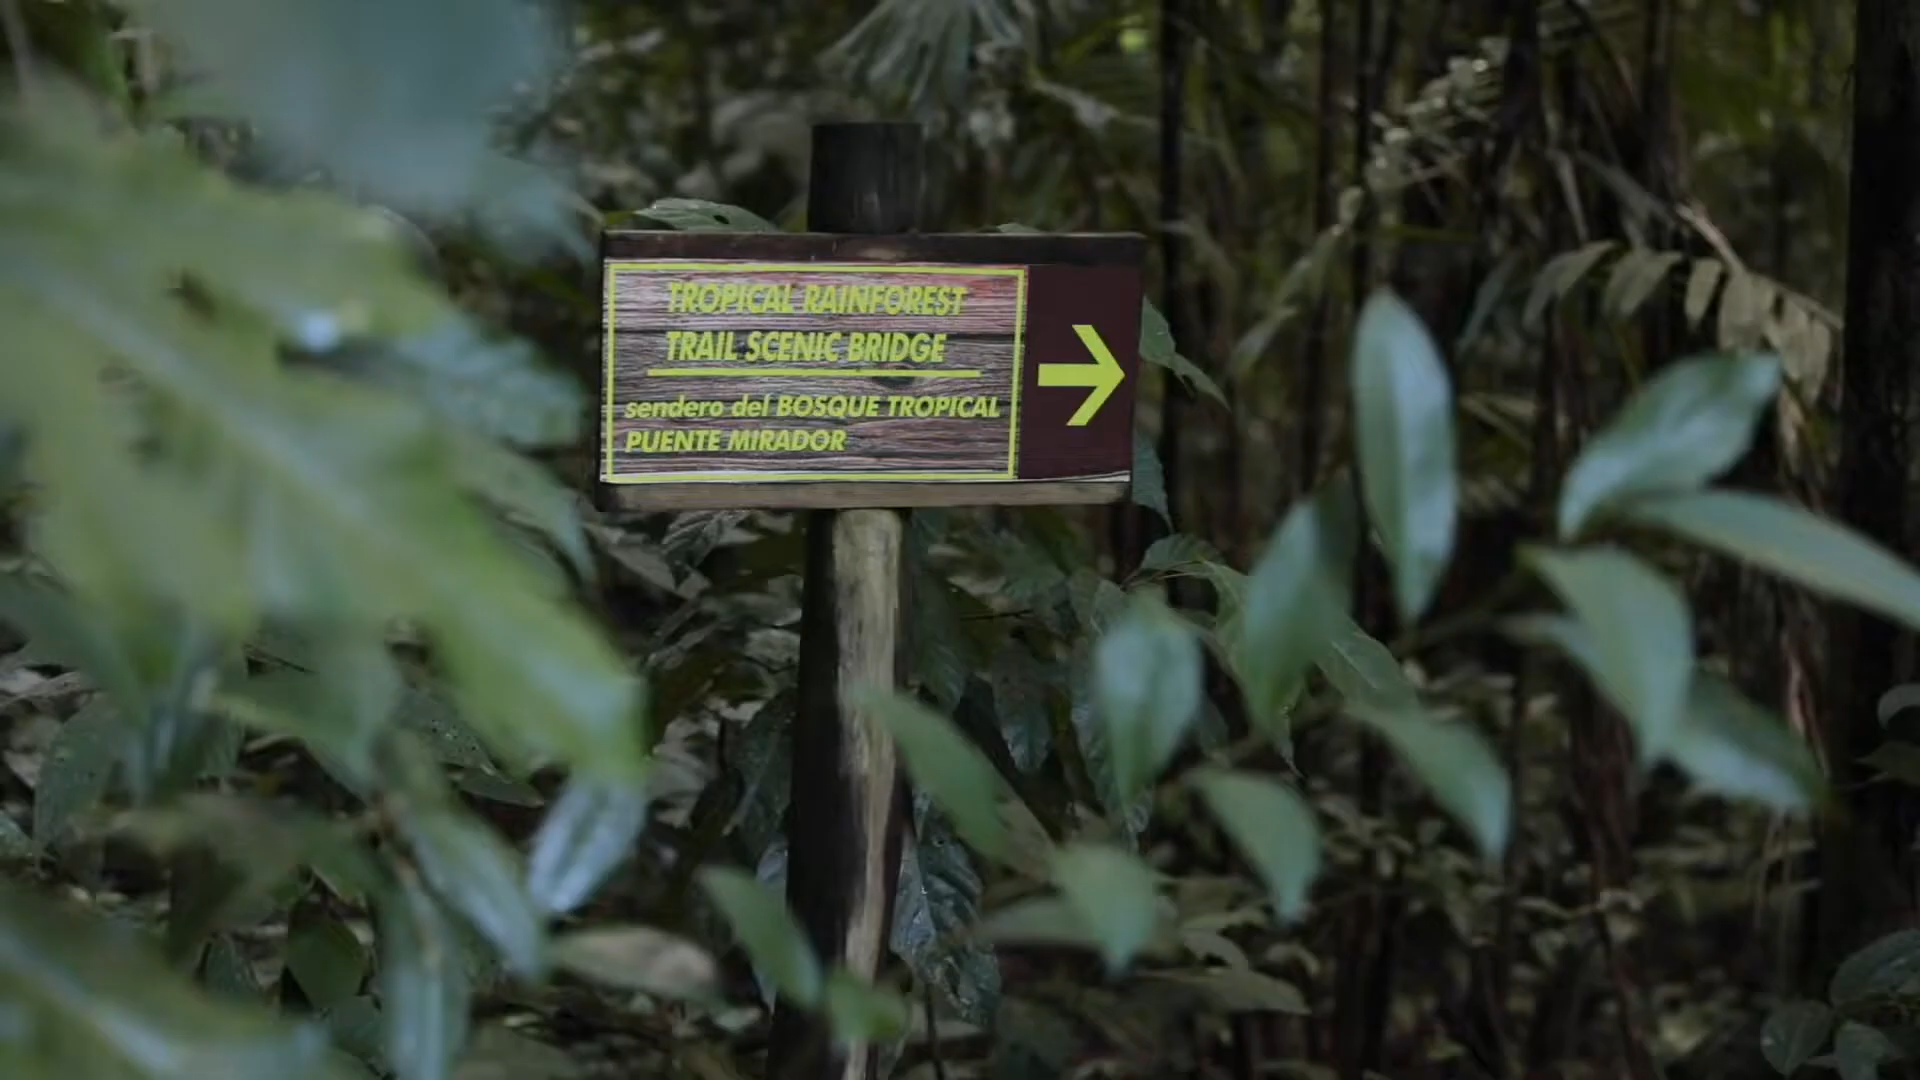 TROPICAL RAINFOREST
TRAIL SCENIC BRIDGE
sendero del BOSQUE TROPICAL
PUENTE MIRADOR